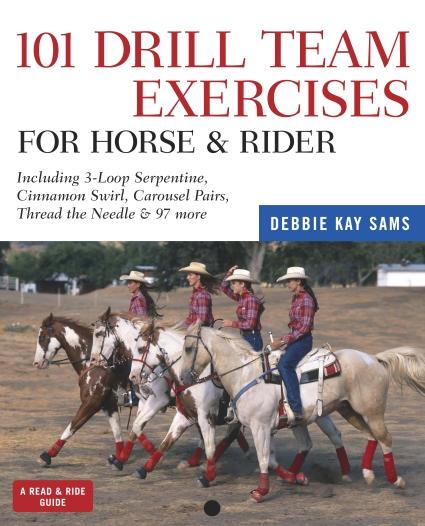 101 DRILL TEAM
EXERCISES
FOR HORSE & RIDER
Including 3-Loop Serpentine,
Cinnamon Swirl, Carousel Pairs,
Thread the Needle & 97 more
DEBBIE KAY SAMS
A READ & RIDE
GUIDE